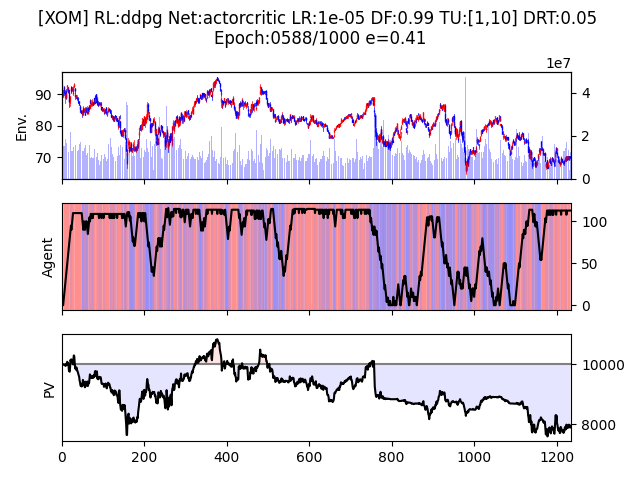 [XOM] RL:ddpg Net:actorcritic LR:1e-05 DF:0.99 TU:[1,10] DRT:0.05
Epoch:0588/1000 e=0.41
1e7
Env.
90
80
70
4
2
0
Agent
100
50
0
PV
10000
8000
0 200 400 600 800 1000 1200